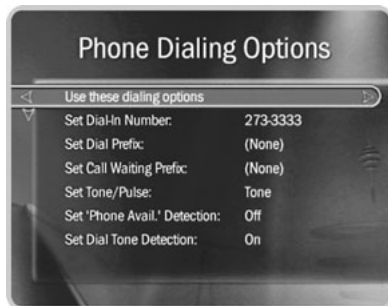 Phone Dialing Options
Use these dialing options
Set Dial-In Number: 273-3333
Set Dial Prefix: (None)
Set Call Waiting Prefix: (None)
Set Tone/Pulse: Tone
Set 'Phone Avail.' Detection: Off
Set Dial Tone Detection: On